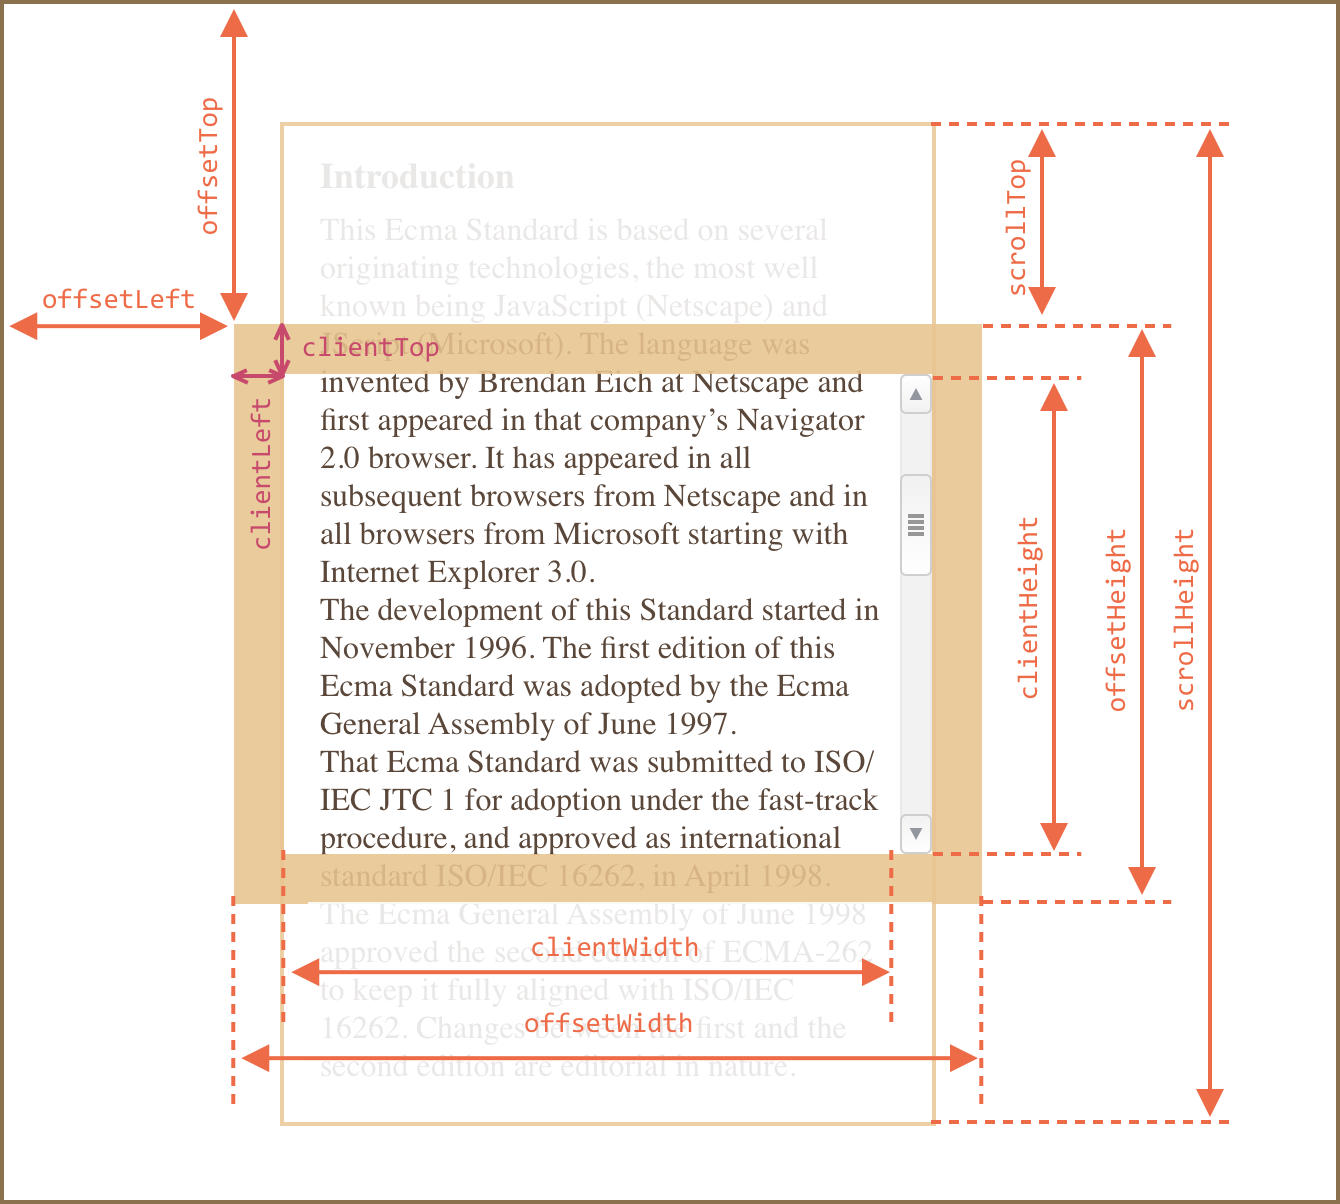 offsetTop
offsetLeft
Introduction
This Ecma Standard is based on several
originating technologies, the most well
known being JavaScript (Netscape) and
JScript (Microsoft). The language was
invented by Brendan Eich at Netscape and
first appeared in that company’s Navigator
2.0 browser. It has appeared in all
subsequent browsers from Netscape and in
all browsers from Microsoft starting with
Internet Explorer 3.0.
The development of this Standard started in
November 1996. The first edition of this
Ecma Standard was adopted by the Ecma
General Assembly of June 1997.
That Ecma Standard was submitted to ISO/
IEC JTC 1 for adoption under the fast-track
procedure, and approved as international
standard ISO/IEC 16262, in April 1998.
The Ecma General Assembly of June 1998
approved the second edition of ECMA-262
to keep it fully aligned with ISO/IEC
16262. Changes between the first and the
second edition are editorial in nature.
clientTop
clientLeft
clientWidth
offsetWidth
scrollTop
clientHeight
offsetHeight
scrollHeight